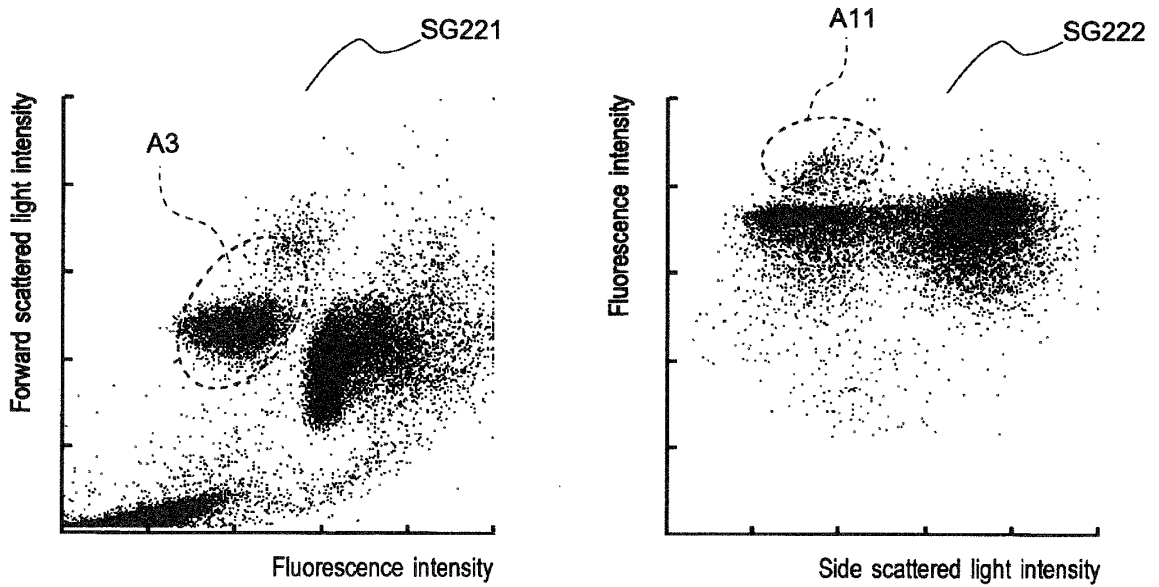 SG221
A3
Forward scattered light intensity
Fluorescence intensity
A11
SG222
Fluorescence intensity
Side scattered light intensity